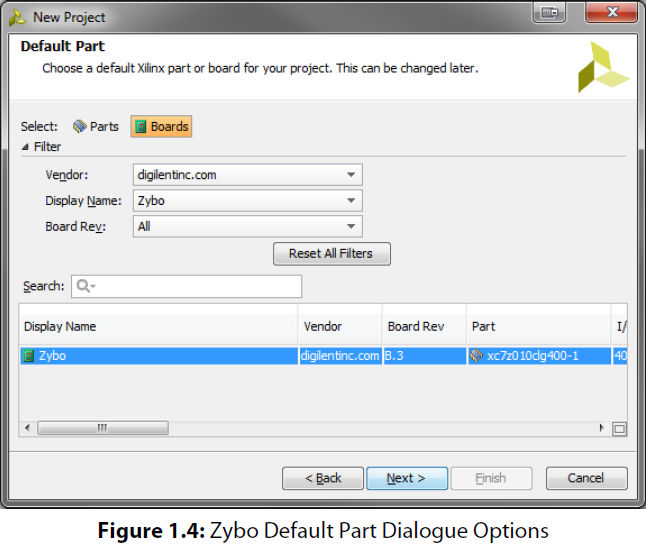 New Project
Default Part
Choose a default Xilinx part or board for your project. This can be changed later.
Select: Parts Boards
Filter
Vendor: digilentinc.com
Display Name: Zybo
Board Rev: All
Reset All Filters
Search:
Display Name Vendor Board Rev Part I/
Zybo digilentinc.com B.3 xc7z010clg400-1 40
< Back Next > Finish Cancel
Figure 1.4: Zybo Default Part Dialogue Options